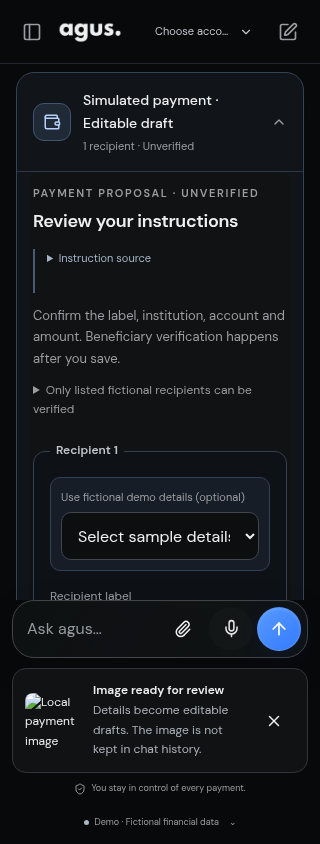 agus.
Choose acco...
Simulated payment ·
Editable draft
1 recipient · Unverified
PAYMENT PROPOSAL · UNVERIFIED
Review your instructions
Instruction source
Confirm the label, institution, account and
amount. Beneficiary verification happens
after you save.
Only listed fictional recipients can be
verified
Recipient 1
Use fictional demo details (optional)
Select sample details
Recipient label
Ask agus...
Local
payment
image
Image ready for review
Details become editable
drafts. The image is not
kept in chat history.
You stay in control of every payment.
Demo · Fictional financial data